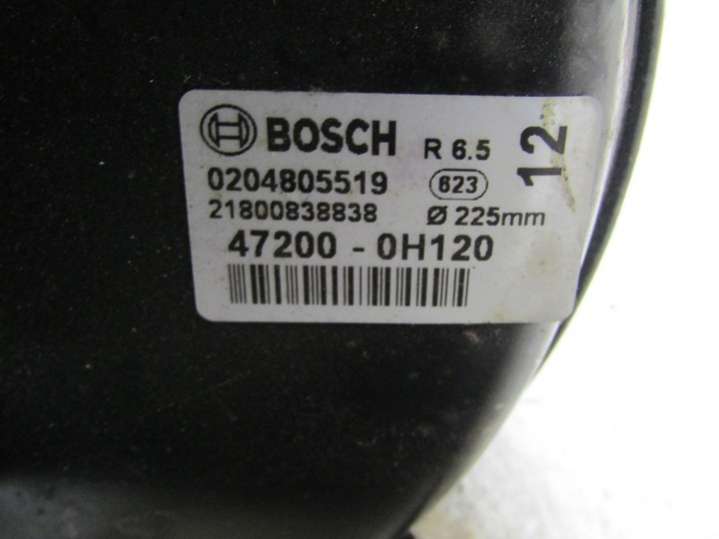 BOSCH R 6.5
0204805519 623
21800838838 Ø 225mm
47200 - 0H120
12